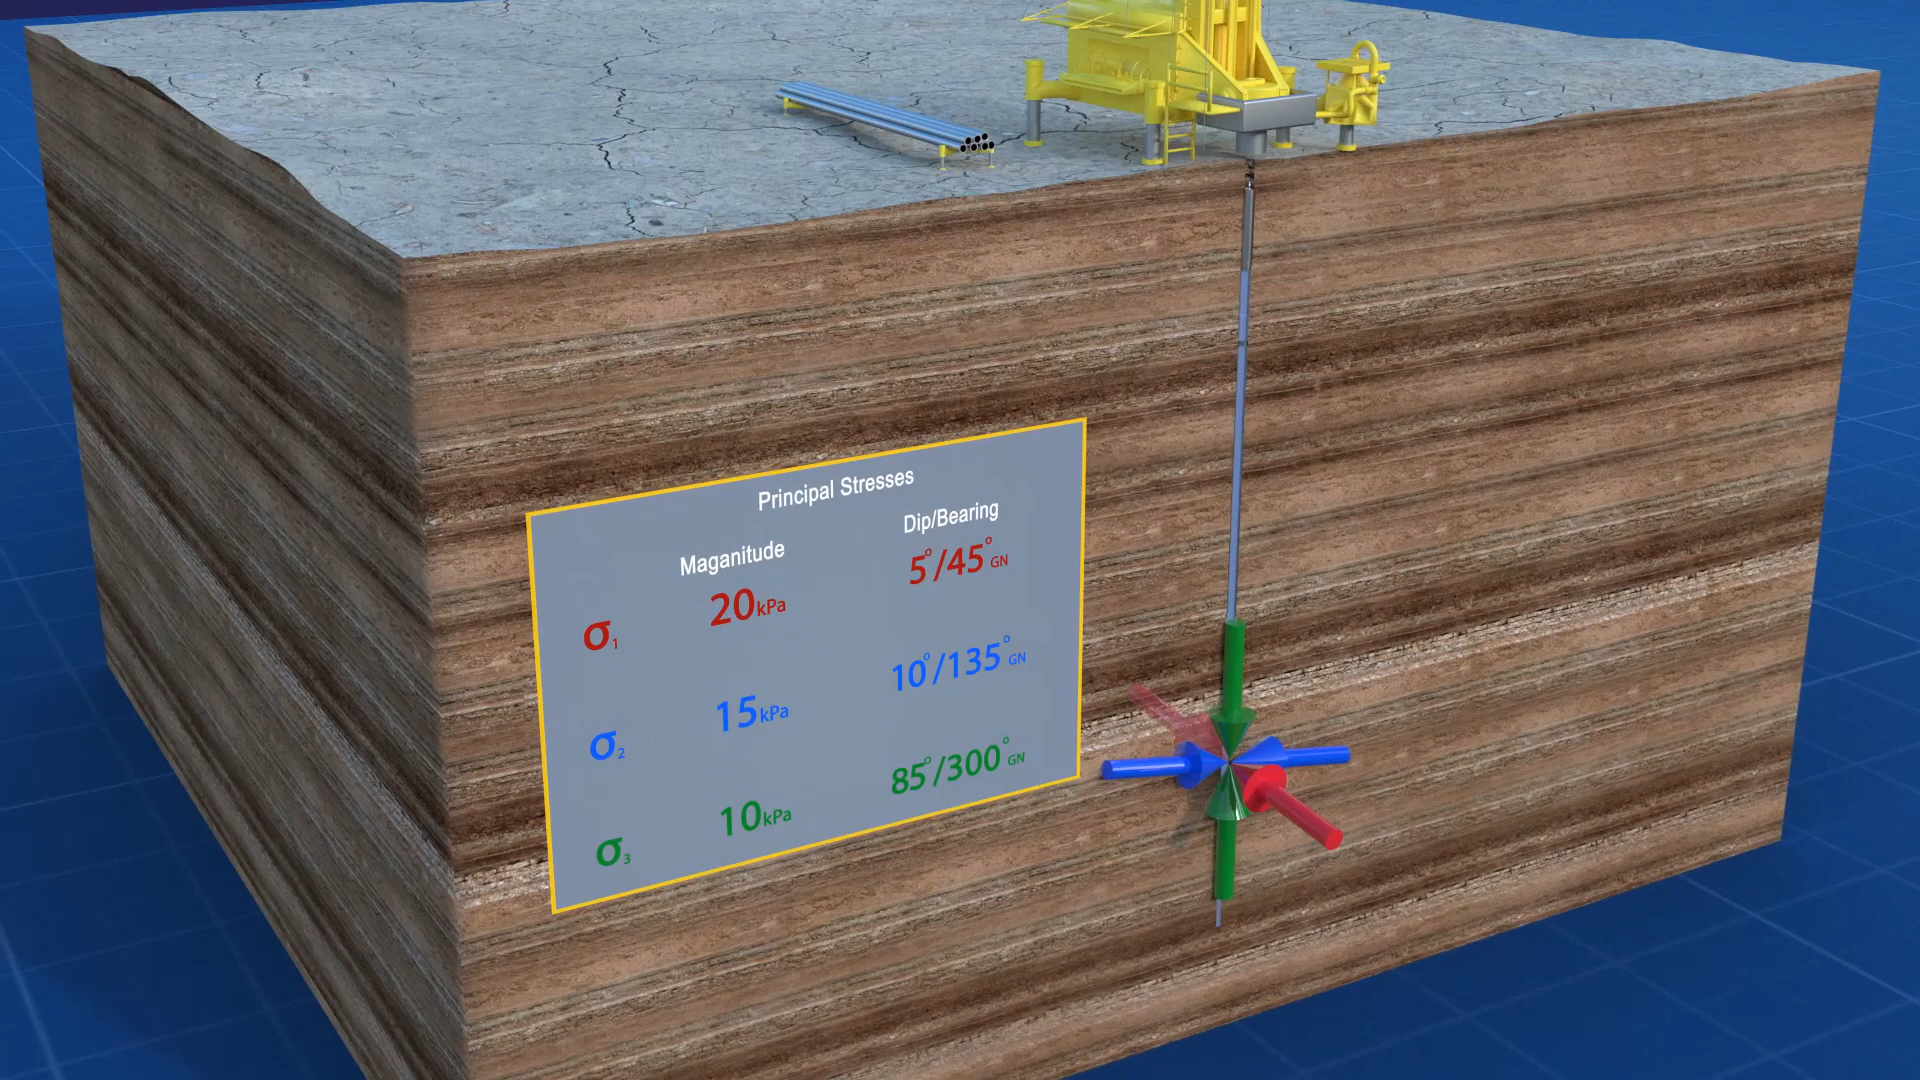 Principal Stresses
Maganitude Dip/Bearing
σ1 20kPa 5°/45° GN
σ2 15kPa 10°/135° GN
σ3 10kPa 85°/300° GN